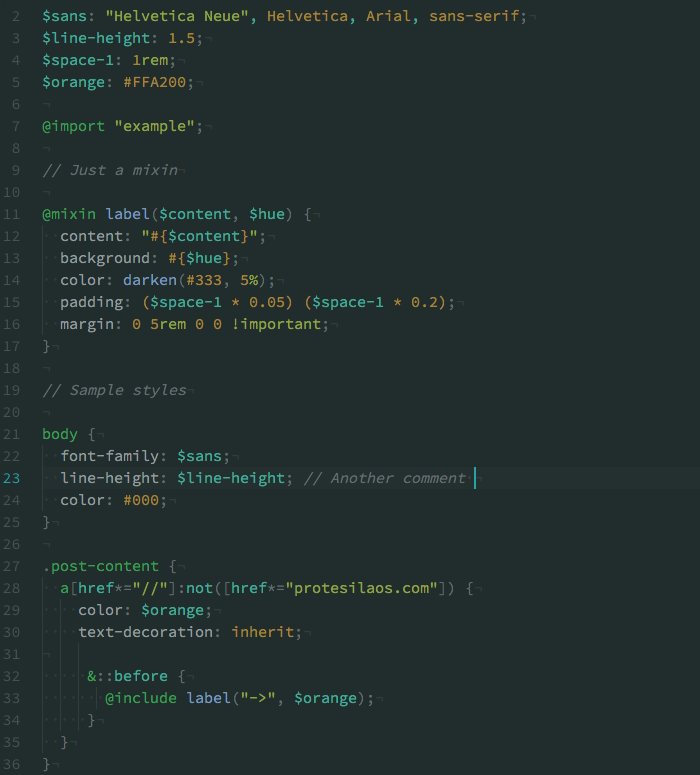 2 $sans: "Helvetica Neue", Helvetica, Arial, sans-serif;
3 $line-height: 1.5;
4 $space-1: 1rem;
5 $orange: #FFA200;
6
7 @import "example";
8
9 // Just a mixin
10
11 @mixin label($content, $hue) {
12   content: "#{$content}";
13   background: #{$hue};
14   color: darken(#333, 5%);
15   padding: ($space-1 * 0.05) ($space-1 * 0.2);
16   margin: 0 5rem 0 0 !important;
17 }
18
19 // Sample styles
20
21 body {
22   font-family: $sans;
23   line-height: $line-height; // Another comment
24   color: #000;
25 }
26
27 .post-content {
28   a[href*="//"]:not([href*="protesilaos.com"]) {
29     color: $orange;
30     text-decoration: inherit;
31
32      &::before {
33        @include label("->", $orange);
34      }
35   }
36 }